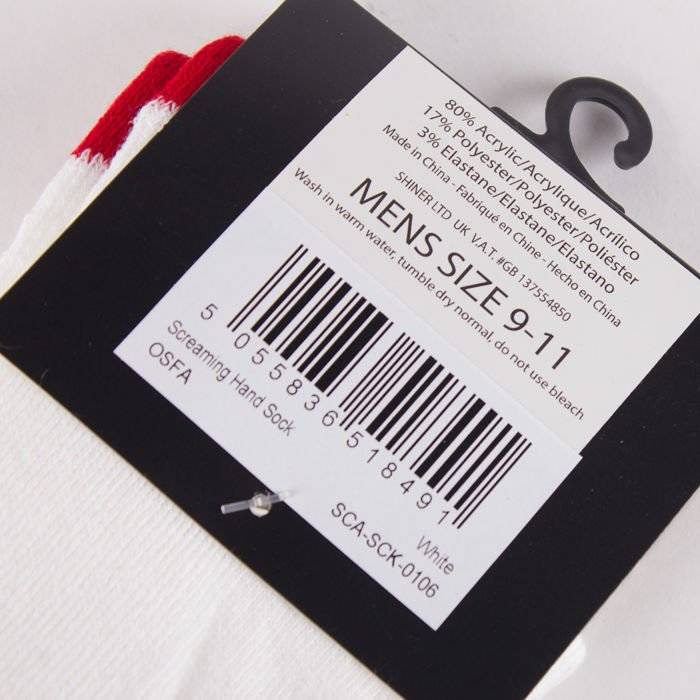 80% Acrylic/Acrylique/Acrílico
17% Polyester/Polyester/Poliéster
3% Elastane/Elastane/Elastano
Made in China - Fabriqué en Chine - Hecho en China
SHINER LTD UK V.A.T. #GB 137554850
MENS SIZE 9-11
Wash in warm water, tumble dry normal, do not use bleach
5 055836 518491
Screaming Hand Sock
OSFA
White
SCA-SCK-0106